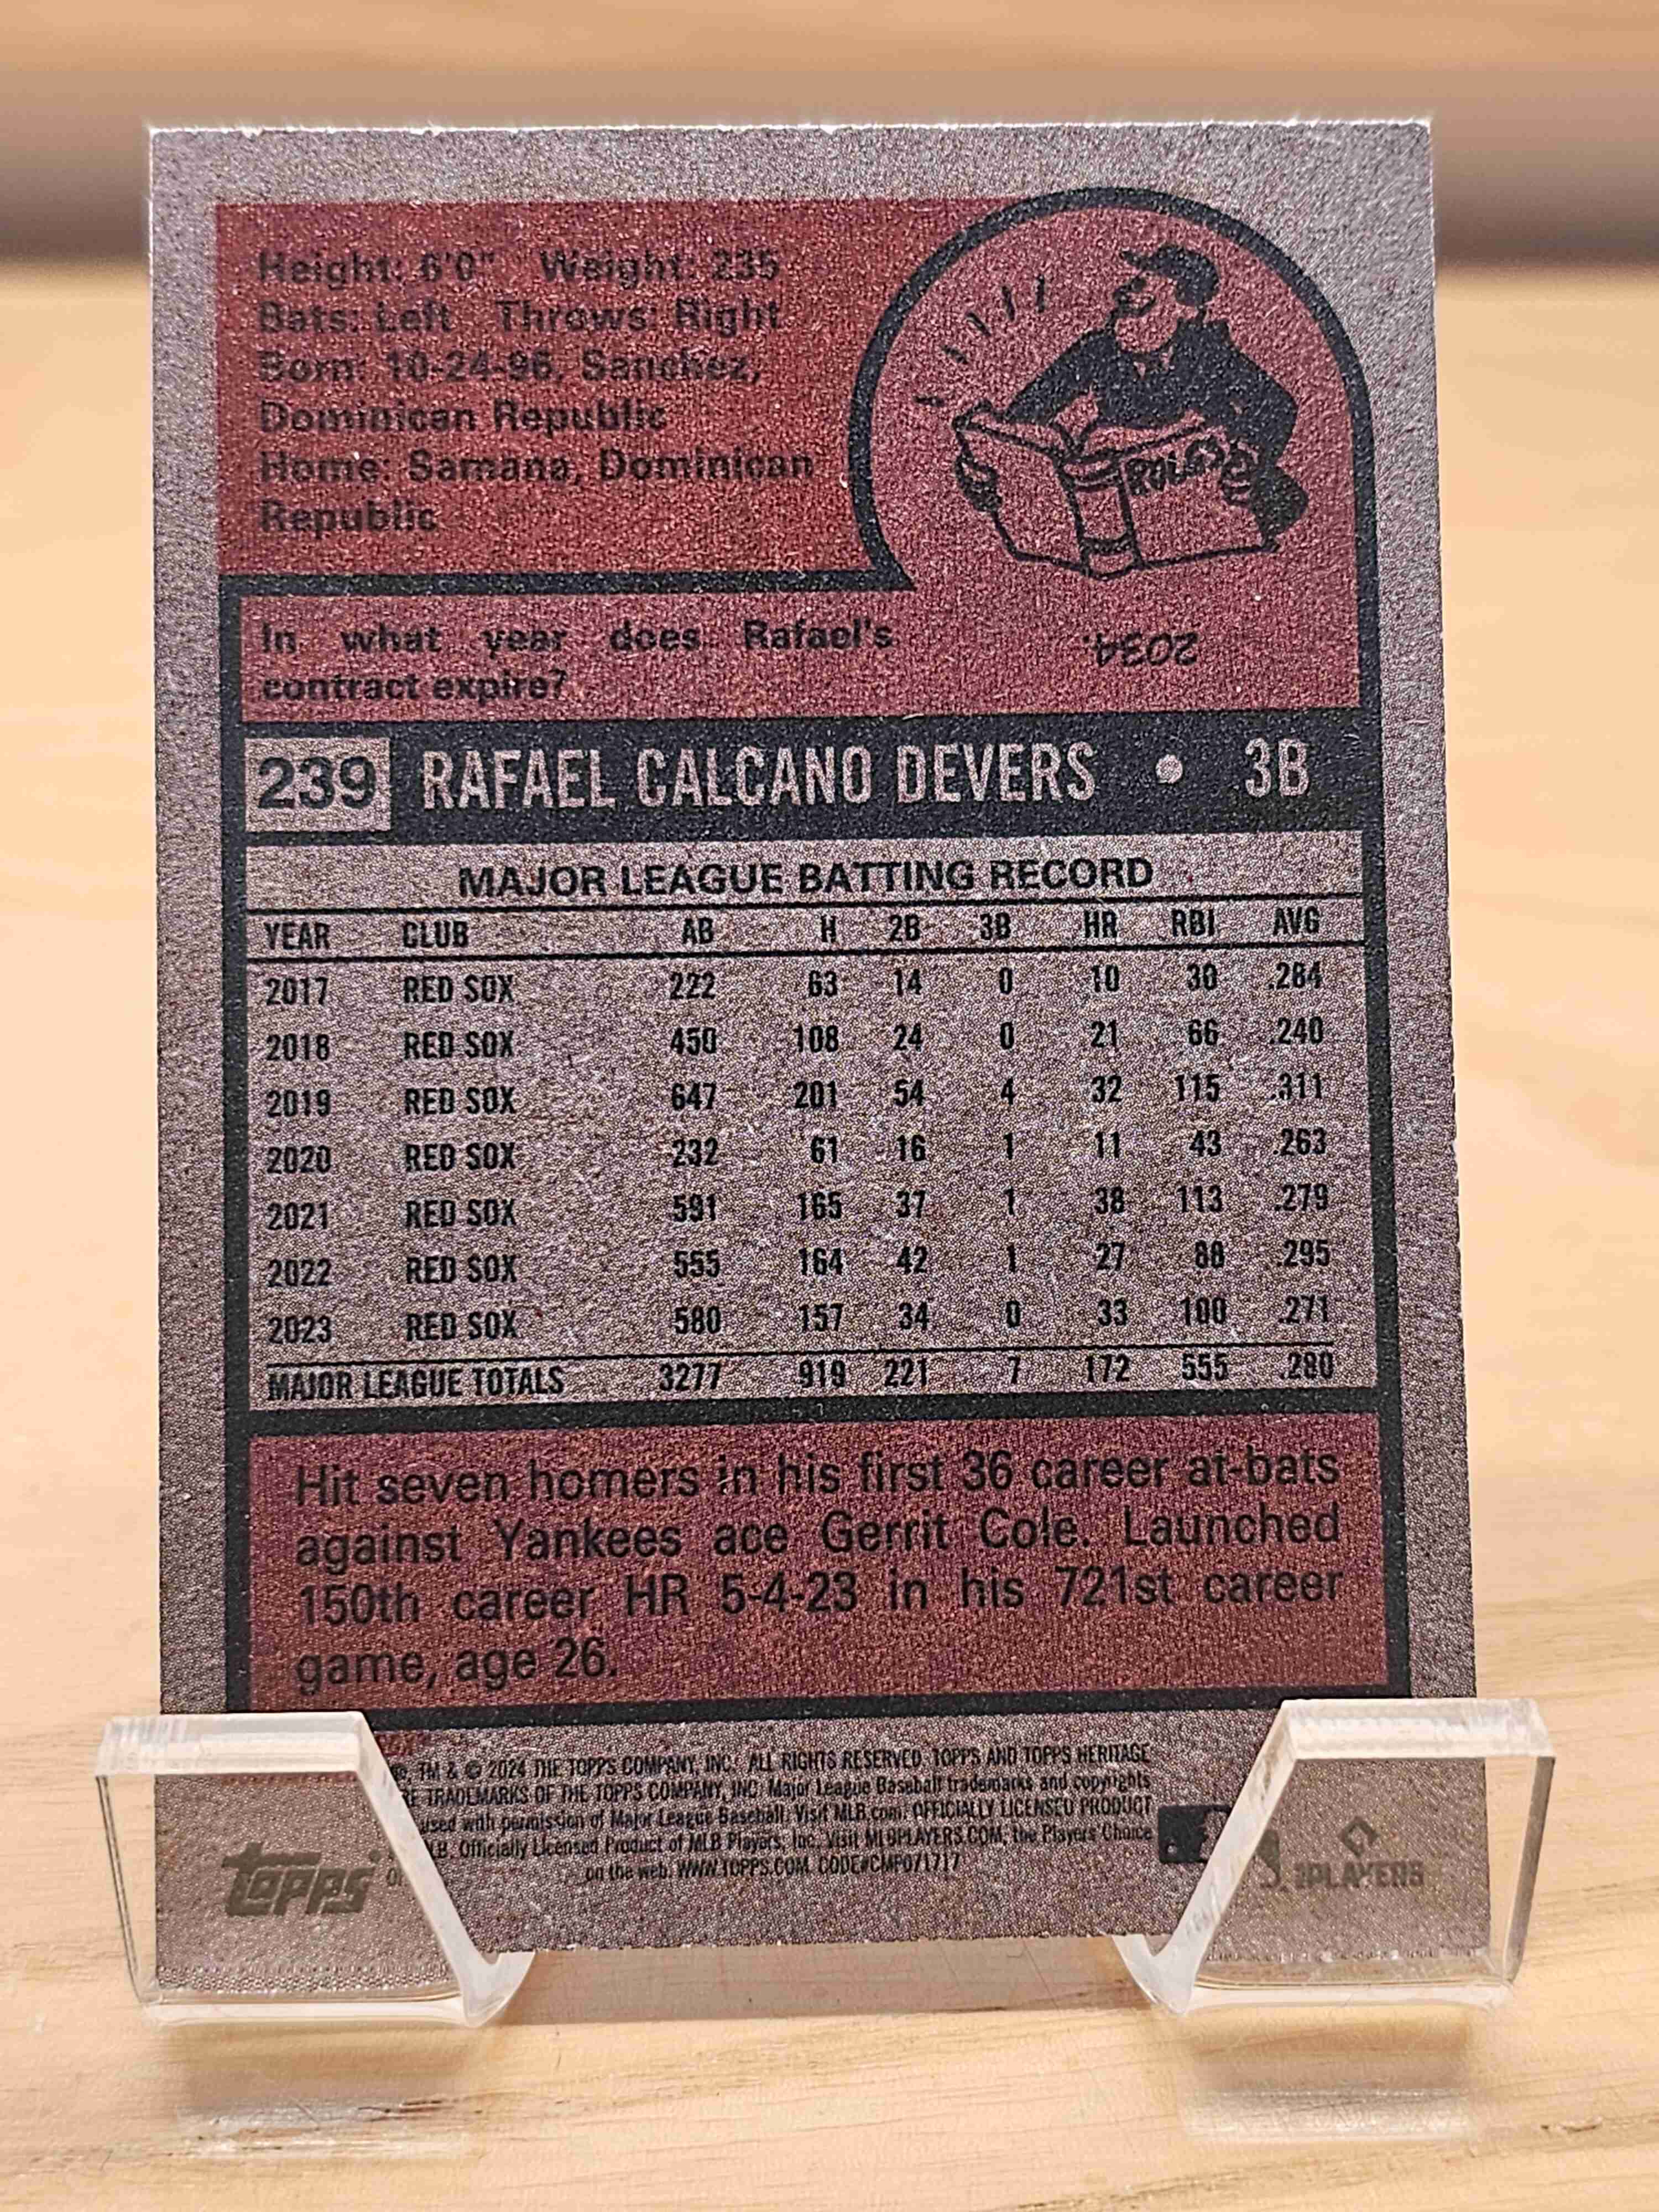 Height: 6'0" Weight: 235
Bats: Left Throws: Right
Born: 10-24-96, Sanchez,
Dominican Republic
Home: Samana, Dominican
Republic
RULES
In what year does Rafael's
contract expire?
2034.
239 RAFAEL CALCANO DEVERS • 3B
MAJOR LEAGUE BATTING RECORD
YEAR CLUB AB H 2B 3B HR RBI AVG
2017 RED SOX 222 63 14 0 10 30 .284
2018 RED SOX 450 108 24 0 21 66 .240
2019 RED SOX 647 201 54 4 32 115 .311
2020 RED SOX 232 61 16 1 11 43 .263
2021 RED SOX 591 165 37 1 38 113 .279
2022 RED SOX 555 164 42 1 27 88 .295
2023 RED SOX 580 157 34 0 33 100 .271
MAJOR LEAGUE TOTALS 3277 919 221 7 172 555 .280
Hit seven homers in his first 36 career at-bats
against Yankees ace Gerrit Cole. Launched
150th career HR 5-4-23 in his 721st career
game, age 26.
®, TM & © 2024 THE TOPPS COMPANY, INC. ALL RIGHTS RESERVED. TOPPS AND TOPPS HERITAGE
TRADEMARKS OF THE TOPPS COMPANY, INC. Major League Baseball trademarks and copyrights
used with permission of Major League Baseball. Visit MLB.com. OFFICIALLY LICENSED PRODUCT
Officially Licensed Product of MLB Players, Inc. Visit MLBPLAYERS.COM, the Players Choice
on the web. WWW.TOPPS.COM. CODE#CMP071717
topps
PLAYERS